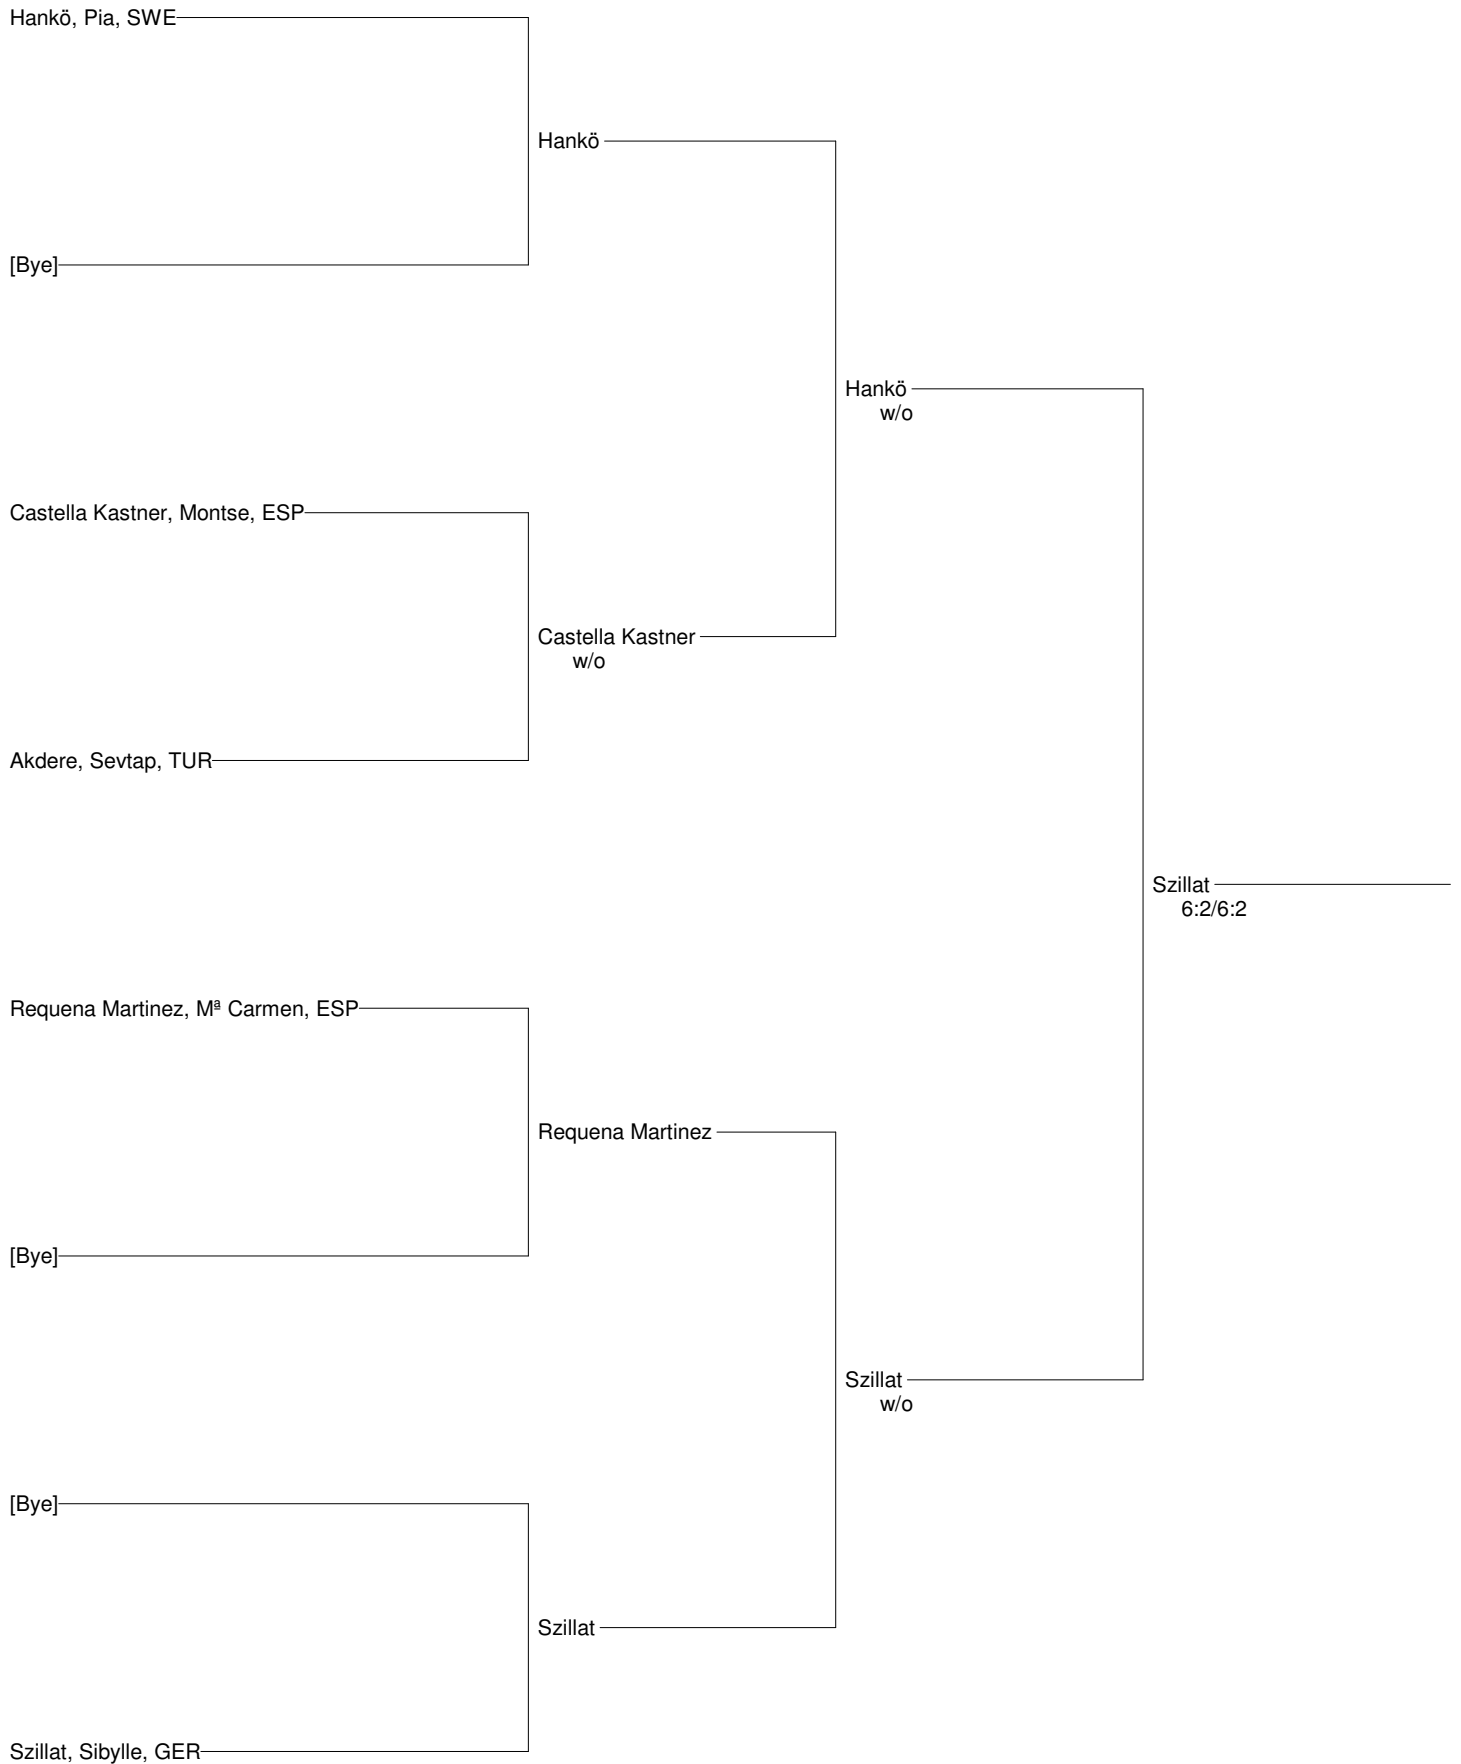 Hankö, Pia, SWE
Hankö
[Bye]
Hankö
w/o
Castella Kastner, Montse, ESP
Castella Kastner
w/o
Akdere, Sevtap, TUR
Szillat
6:2/6:2
Requena Martinez, Mª Carmen, ESP
Requena Martinez
[Bye]
Szillat
w/o
[Bye]
Szillat
Szillat, Sibylle, GER